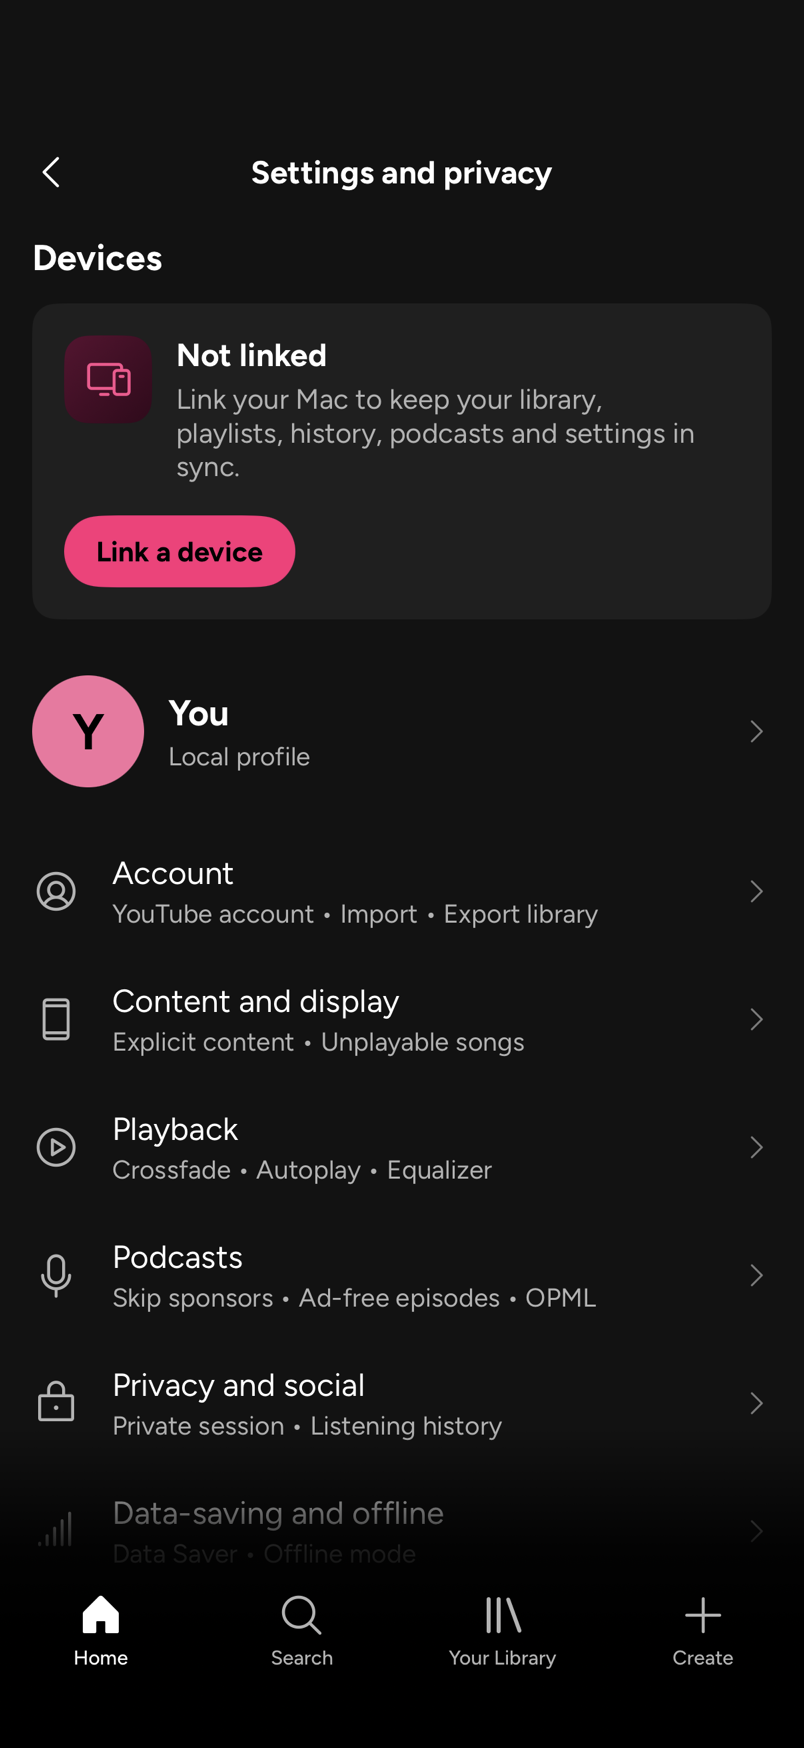 Settings and privacy
Devices
Not linked
Link your Mac to keep your library,
playlists, history, podcasts and settings in
sync.
Link a device
Y
You
Local profile
Account
YouTube account • Import • Export library
Content and display
Explicit content • Unplayable songs
Playback
Crossfade • Autoplay • Equalizer
Podcasts
Skip sponsors • Ad-free episodes • OPML
Privacy and social
Private session • Listening history
Data-saving and offline
Data Saver • Offline mode
Home
Search
Your Library
Create